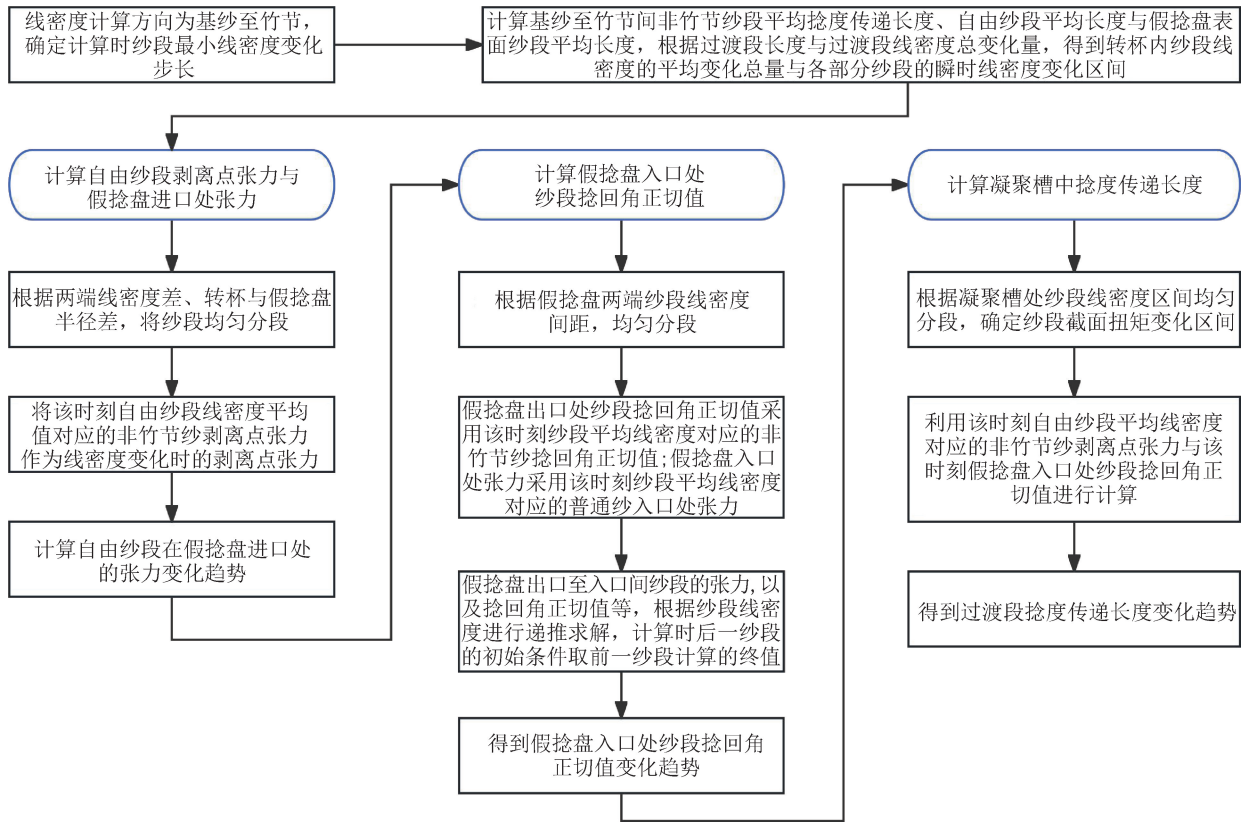 线密度计算方向为基纱至竹节,
确定计算时纱段最小线密度变化
步长
计算基纱至竹节间非竹节纱段平均捻度传递长度、自由纱段平均长度与假捻盘表
面纱段平均长度，根据过渡段长度与过渡段线密度总变化量，得到转杯内纱段线
密度的平均变化总量与各部分纱段的瞬时线密度变化区间
计算自由纱段剥离点张力与
假捻盘进口处张力
根据两端线密度差、转杯与假捻盘
半径差，将纱段均匀分段
将该时刻自由纱段线密度平均
值对应的非竹节纱剥离点张力
作为线密度变化时的剥离点张力
计算自由纱段在假捻盘进口处
的张力变化趋势
计算假捻盘入口处
纱段捻回角正切值
根据假捻盘两端纱段线密度
间距，均匀分段
假捻盘出口处纱段捻回角正切值采
用该时刻纱段平均线密度对应的非
竹节纱捻回角正切值;假捻盘入口
处张力采用该时刻纱段平均线密度
对应的普通纱入口处张力
假捻盘出口至入口间纱段的张力,以
及捻回角正切值等，根据纱段线密
度进行递推求解，计算时后一纱段
的初始条件取前一纱段计算的终值
得到假捻盘入口处纱段捻回角
正切值变化趋势
计算凝聚槽中捻度传递长度
根据凝聚槽处纱段线密度区间均匀
分段，确定纱段截面扭矩变化区间
利用该时刻自由纱段平均线密度
对应的非竹节纱剥离点张力与该
时刻假捻盘入口处纱段捻回角正
切值进行计算
得到过渡段捻度传递长度变化趋势